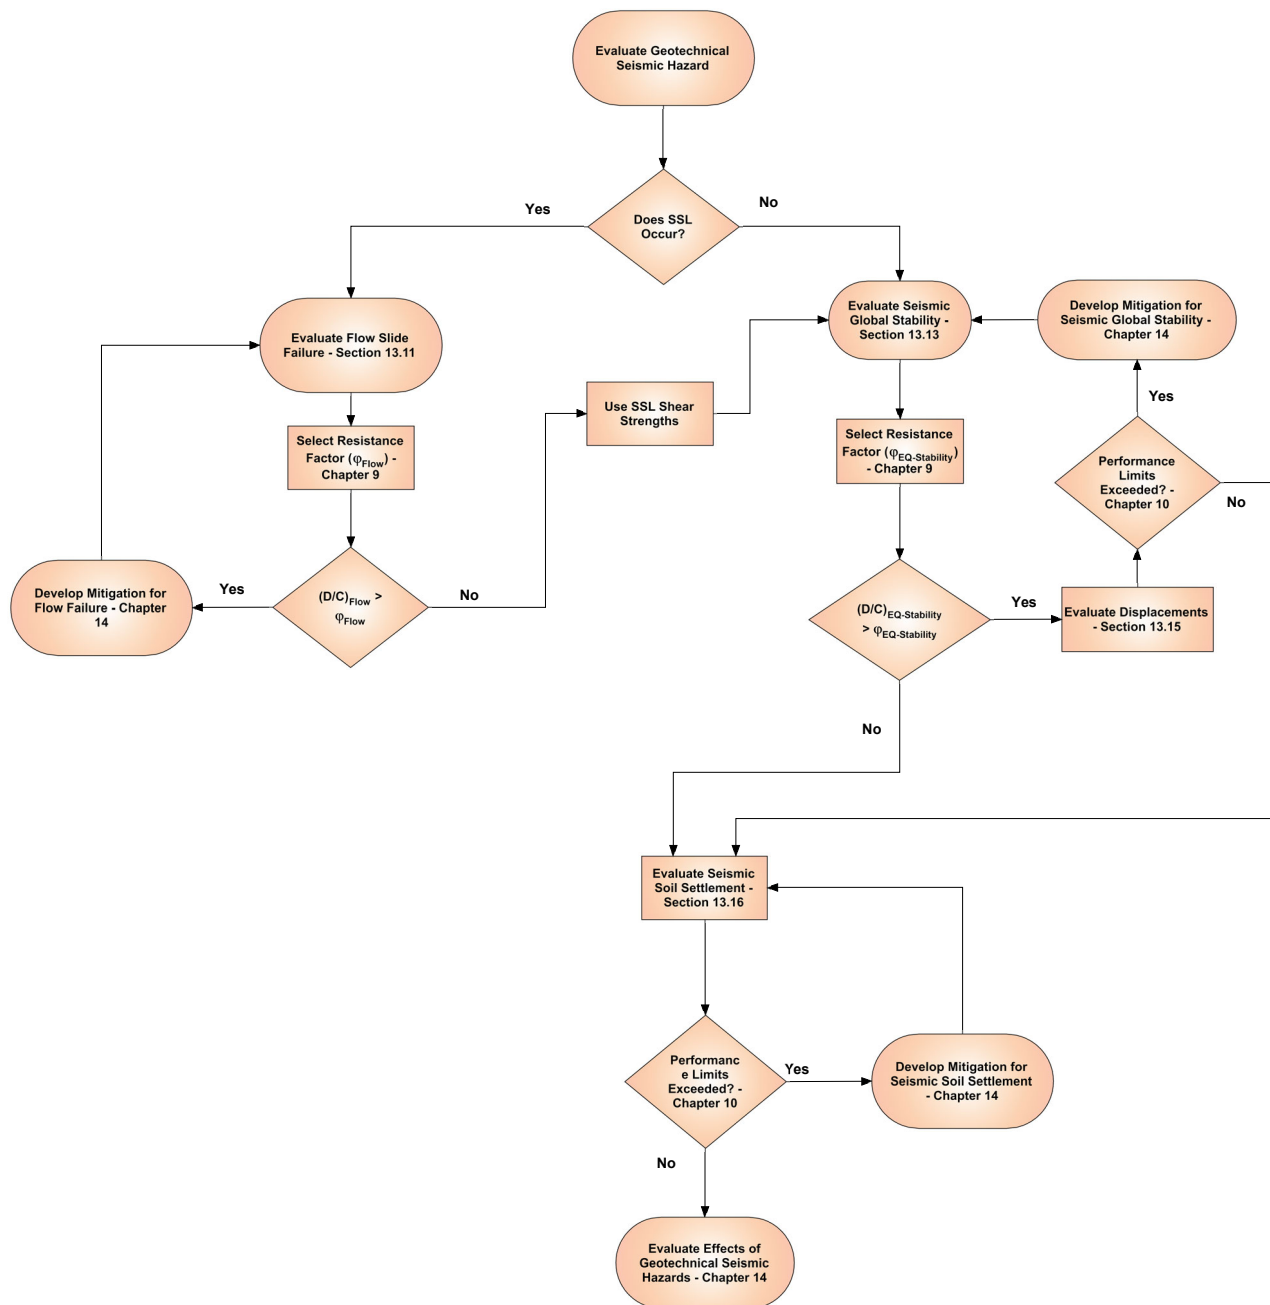 Evaluate Geotechnical
Seismic Hazard
Does SSL
Occur?
Yes
No
Evaluate Flow Slide
Failure - Section 13.11
Evaluate Seismic
Global Stability -
Section 13.13
Develop Mitigation for
Seismic Global Stability -
Chapter 14
Select Resistance
Factor (φFlow) -
Chapter 9
Use SSL Shear
Strengths
Select Resistance
Factor (φEQ-Stability)
- Chapter 9
Yes
Performance
Limits
Exceeded? -
Chapter 10
No
Develop Mitigation for
Flow Failure - Chapter
14
Yes
(D/C)Flow >
φFlow
No
(D/C)EQ-Stability
> φEQ-Stability
Yes
Evaluate Displacements
- Section 13.15
No
Evaluate Seismic
Soil Settlement -
Section 13.16
Performanc
e Limits
Exceeded? -
Chapter 10
Yes
Develop Mitigation for
Seismic Soil Settlement
- Chapter 14
No
Evaluate Effects of
Geotechnical Seismic
Hazards - Chapter 14